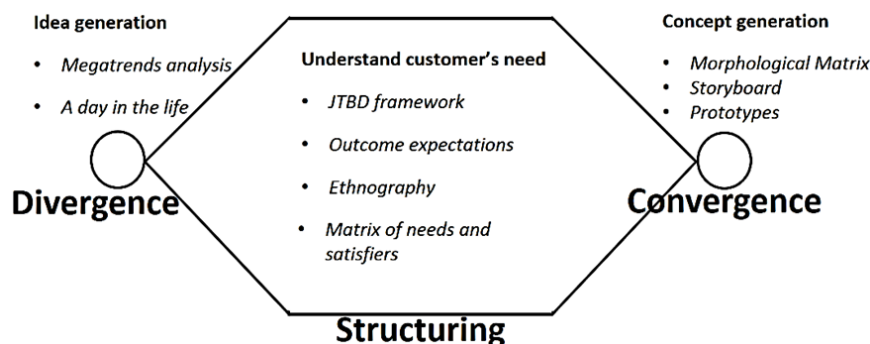 Idea generation
• Megatrends analysis
• A day in the life
Divergence
Understand customer's need
• JTBD framework
• Outcome expectations
• Ethnography
• Matrix of needs and
satisfiers
Structuring
Concept generation
• Morphological Matrix
• Storyboard
• Prototypes
Convergence